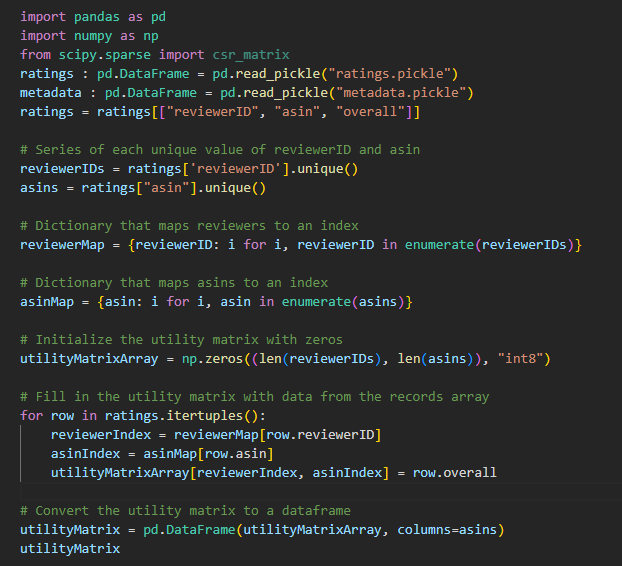 import pandas as pd
import numpy as np
from scipy.sparse import csr_matrix
ratings : pd.DataFrame = pd.read_pickle("ratings.pickle")
metadata : pd.DataFrame = pd.read_pickle("metadata.pickle")
ratings = ratings[["reviewerID", "asin", "overall"]]
# Series of each unique value of reviewerID and asin
reviewerIDs = ratings['reviewerID'].unique()
asins = ratings["asin"].unique()
# Dictionary that maps reviewers to an index
reviewerMap = {reviewerID: i for i, reviewerID in enumerate(reviewerIDs)}
# Dictionary that maps asins to an index
asinMap = {asin: i for i, asin in enumerate(asins)}
# Initialize the utility matrix with zeros
utilityMatrixArray = np.zeros((len(reviewerIDs), len(asins)), "int8")
# Fill in the utility matrix with data from the records array
for row in ratings.itertuples():
    reviewerIndex = reviewerMap[row.reviewerID]
    asinIndex = asinMap[row.asin]
    utilityMatrixArray[reviewerIndex, asinIndex] = row.overall
# Convert the utility matrix to a dataframe
utilityMatrix = pd.DataFrame(utilityMatrixArray, columns=asins)
utilityMatrix